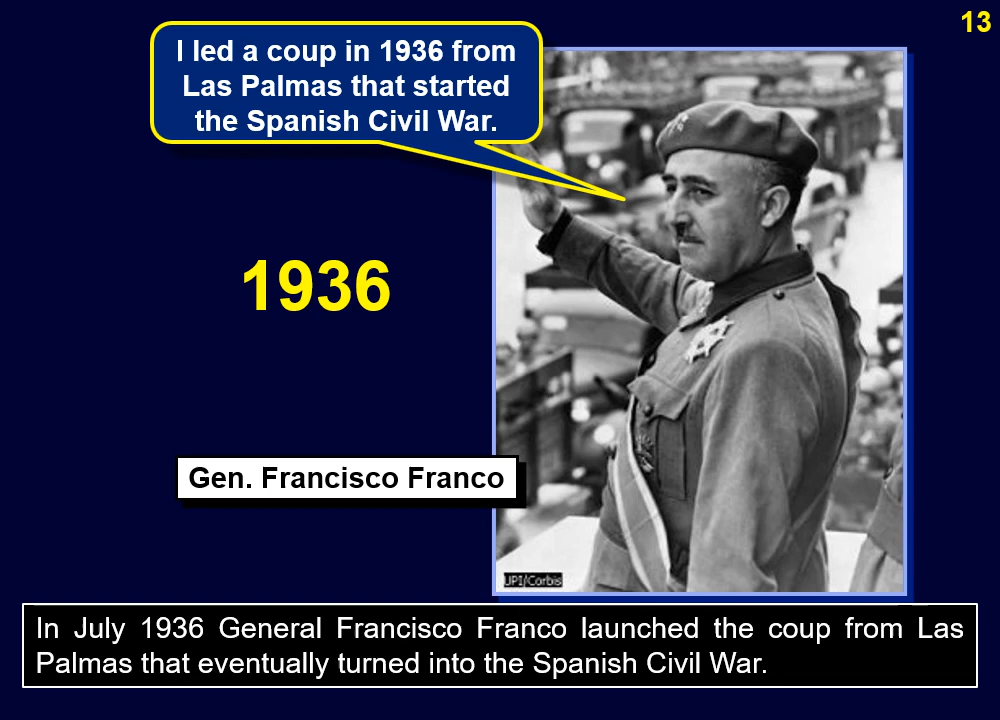 13
I led a coup in 1936 from
Las Palmas that started
the Spanish Civil War.
1936
Gen. Francisco Franco
UPI/Corbis
In July 1936 General Francisco Franco launched the coup from Las
Palmas that eventually turned into the Spanish Civil War.